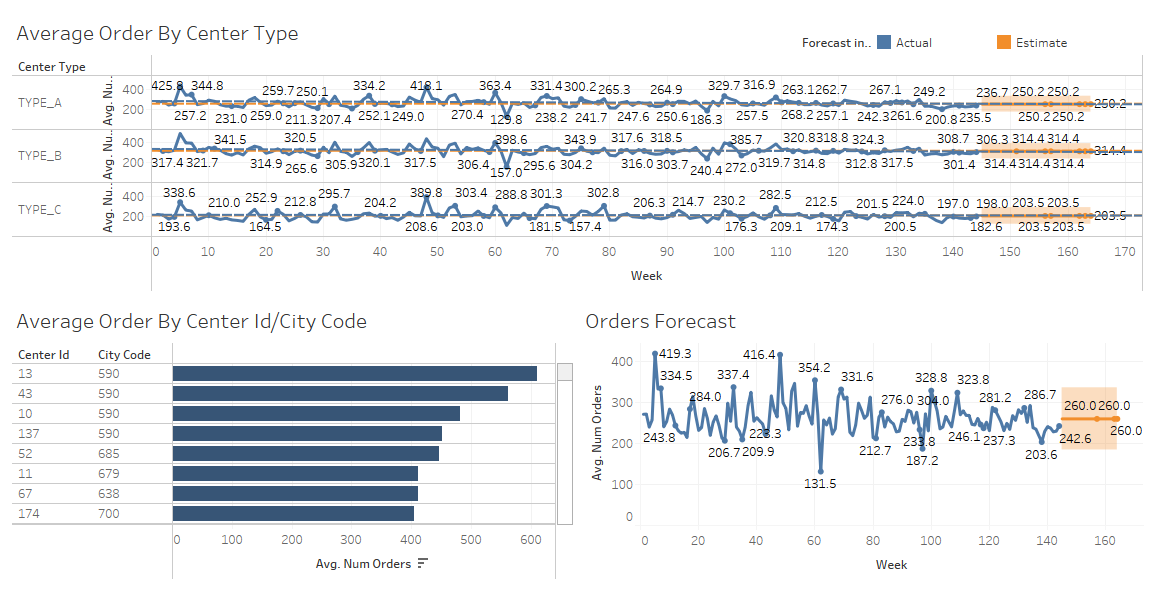 Average Order By Center Type
Forecast in.. Actual Estimate
Center Type
TYPE_A
Avg. Nu..
400
200
425.8 344.8 259.7 250.1 334.2 418.1 363.4 331.4 300.2 265.3 264.9 329.7 316.9 263.1 262.7 267.1 249.2 236.7 250.2 250.2
250.2
257.2 231.0 259.0 211.3 207.4 252.1 249.0 270.4 129.8 238.2 241.7 247.6 250.6 186.3 257.5 268.2 257.1 242.3 261.6 200.8 235.5 250.2 250.2
TYPE_B
Avg. Nu..
400
200
341.5 320.5 398.6 343.9 317.6 318.5 385.7 320.8 318.8 324.3 308.7 306.3 314.4 314.4
314.4
317.4 321.7 314.9 265.6 305.9 320.1 317.5 306.4 157.0 295.6 304.2 316.0 303.7 240.4 272.0 319.7 314.8 312.8 317.5 301.4 314.4 314.4 314.4
TYPE_C
Avg. Nu..
400
200
338.6 210.0 252.9 212.8 295.7 204.2 389.8 303.4 288.8 301.3 302.8 206.3 214.7 230.2 282.5 212.5 201.5 224.0 197.0 198.0 203.5 203.5
203.5
193.6 164.5 208.6 203.0 181.5 157.4 176.3 209.1 174.3 200.5 182.6 203.5 203.5
0 10 20 30 40 50 60 70 80 90 100 110 120 130 140 150 160 170
Week
Average Order By Center Id/City Code
Center Id City Code
13 590
43 590
10 590
137 590
52 685
11 679
67 638
174 700
0 100 200 300 400 500 600
Avg. Num Orders
Orders Forecast
Avg. Num Orders
400
300
200
100
0
419.3 416.4
334.5 337.4 354.2 331.6 328.8 323.8
284.0 276.0 304.0 281.2 286.7 260.0 260.0
243.8 223.3 233.8 246.1 237.3 242.6 260.0
206.7 209.9 212.7 187.2 203.6
131.5
0 20 40 60 80 100 120 140 160
Week